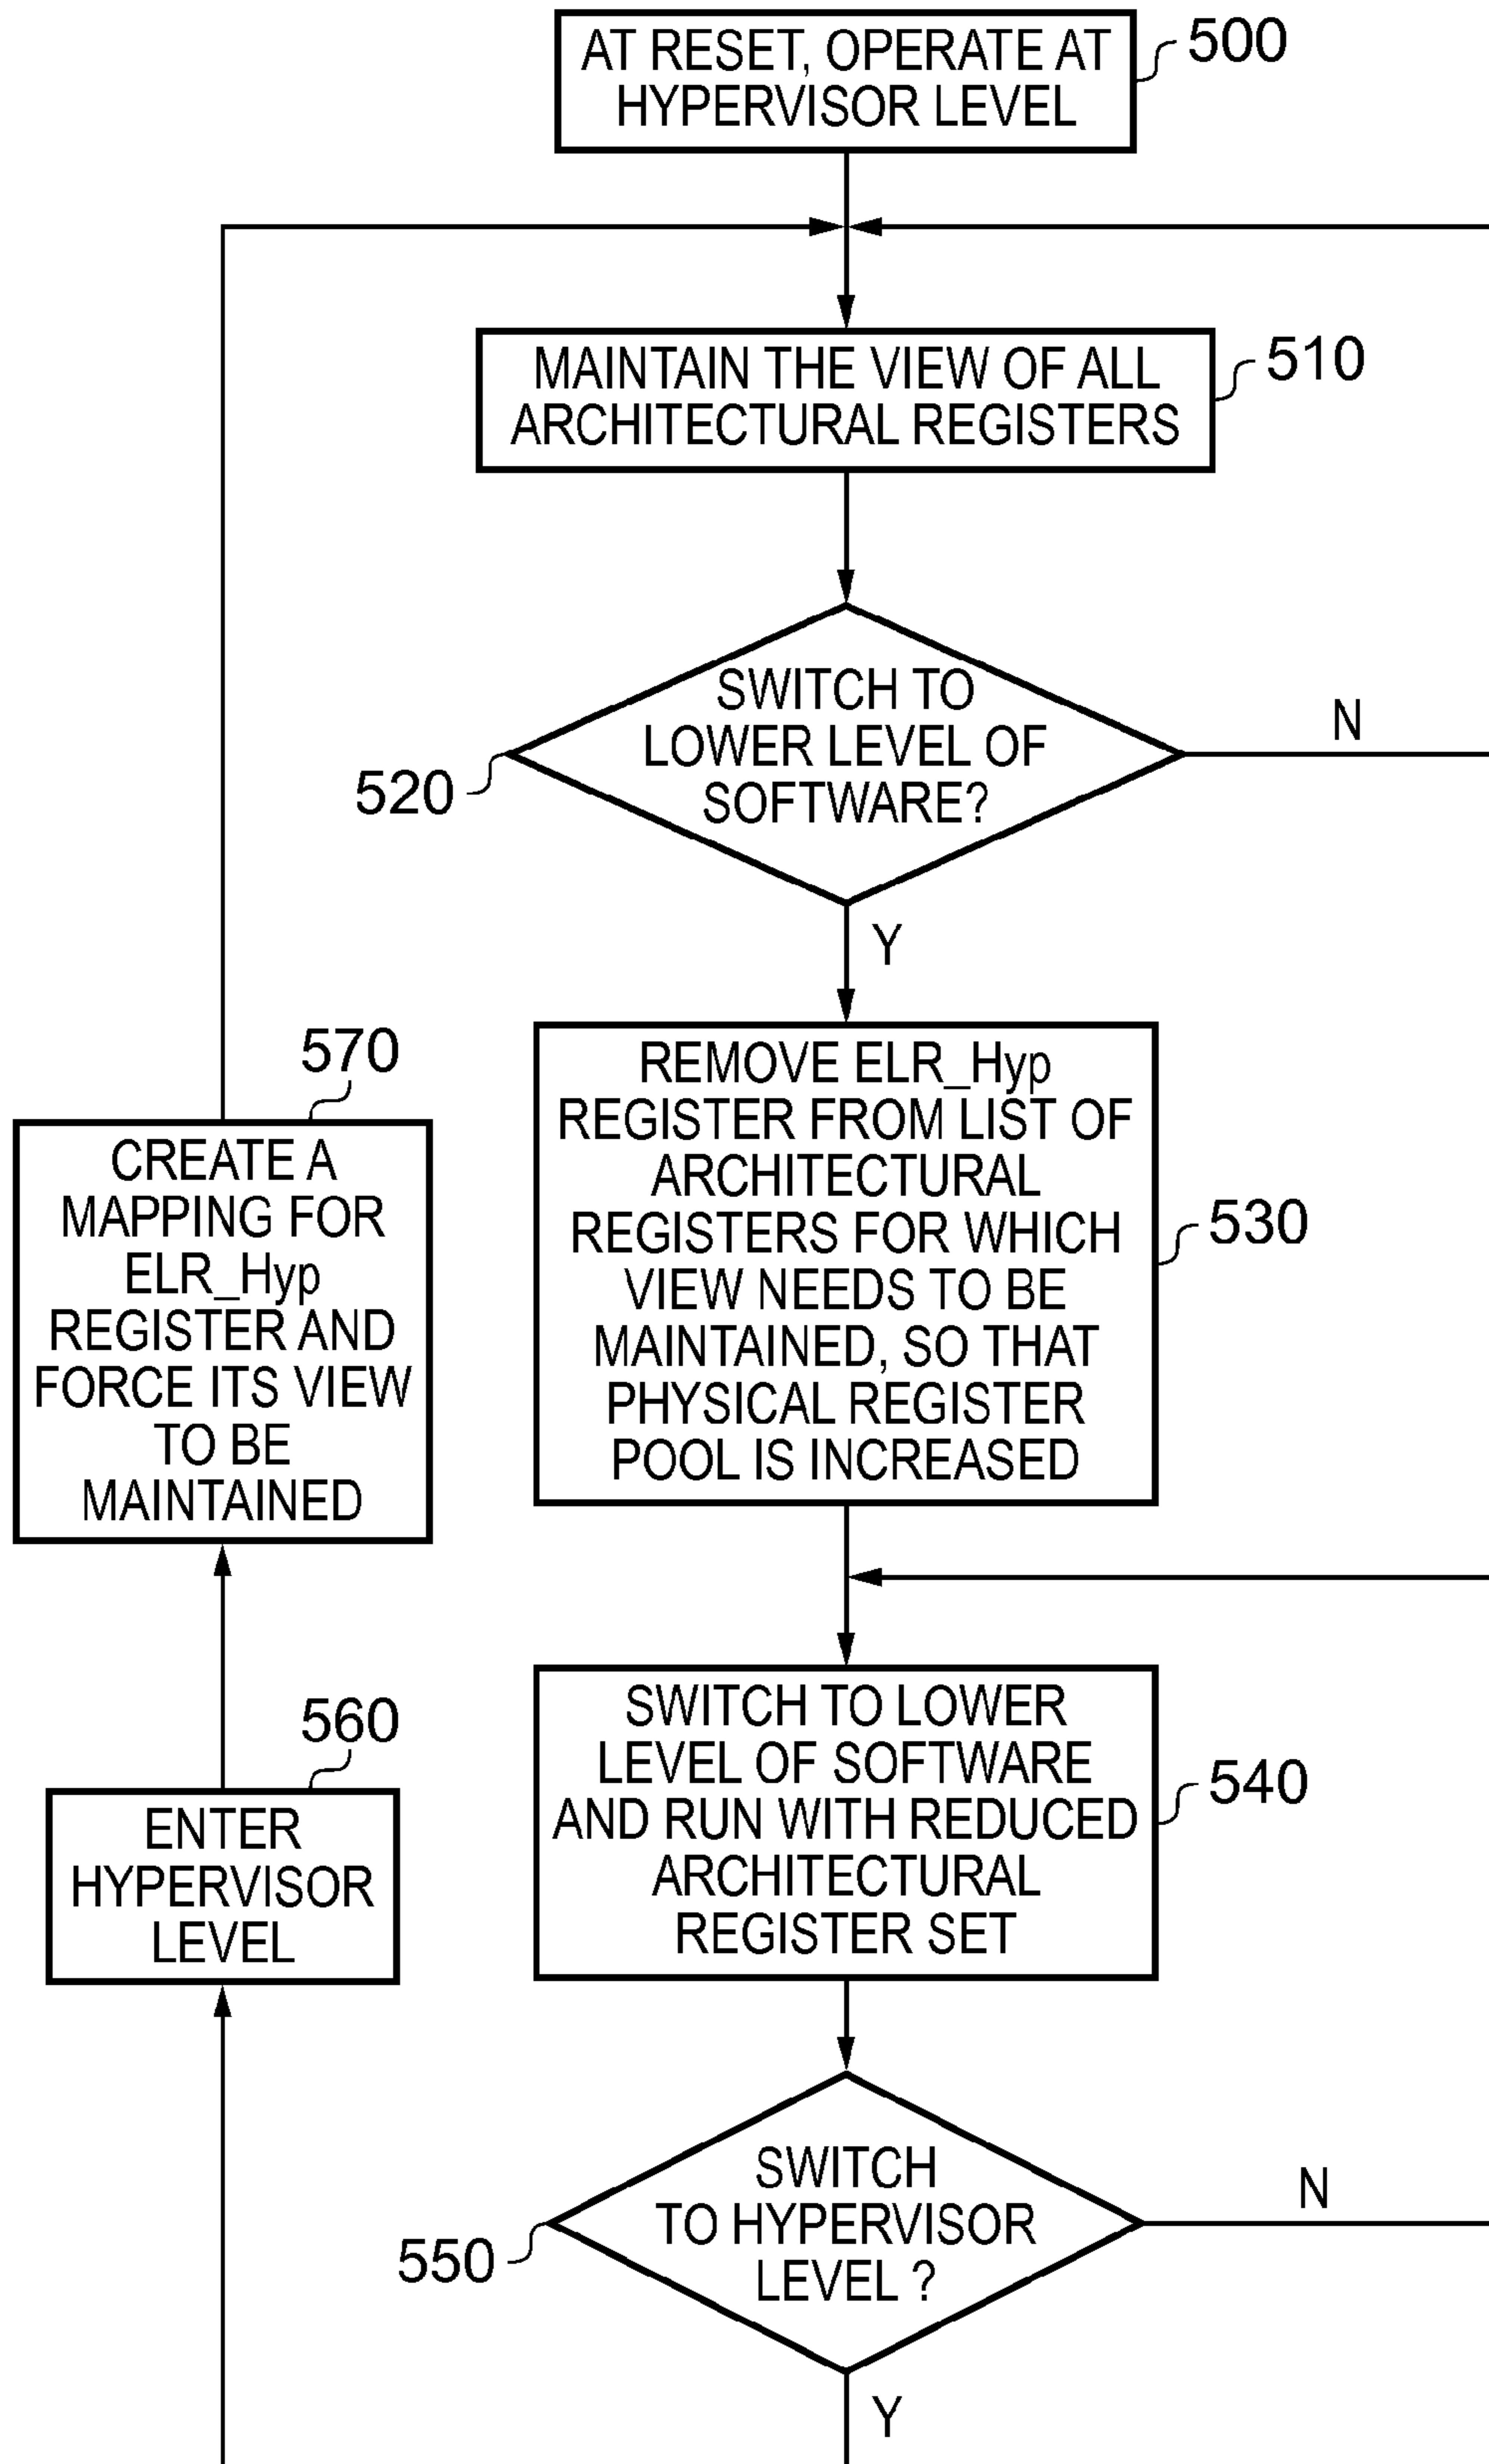 AT RESET, OPERATE AT
HYPERVISOR LEVEL
500
MAINTAIN THE VIEW OF ALL
ARCHITECTURAL REGISTERS
510
SWITCH TO
LOWER LEVEL OF
SOFTWARE?
520
N
Y
REMOVE ELR_Hyp
REGISTER FROM LIST OF
ARCHITECTURAL
REGISTERS FOR WHICH
VIEW NEEDS TO BE
MAINTAINED, SO THAT
PHYSICAL REGISTER
POOL IS INCREASED
530
570
CREATE A
MAPPING FOR
ELR_Hyp
REGISTER AND
FORCE ITS VIEW
TO BE
MAINTAINED
SWITCH TO LOWER
LEVEL OF SOFTWARE
AND RUN WITH REDUCED
ARCHITECTURAL
REGISTER SET
540
560
ENTER
HYPERVISOR
LEVEL
SWITCH
TO HYPERVISOR
LEVEL ?
550
N
Y